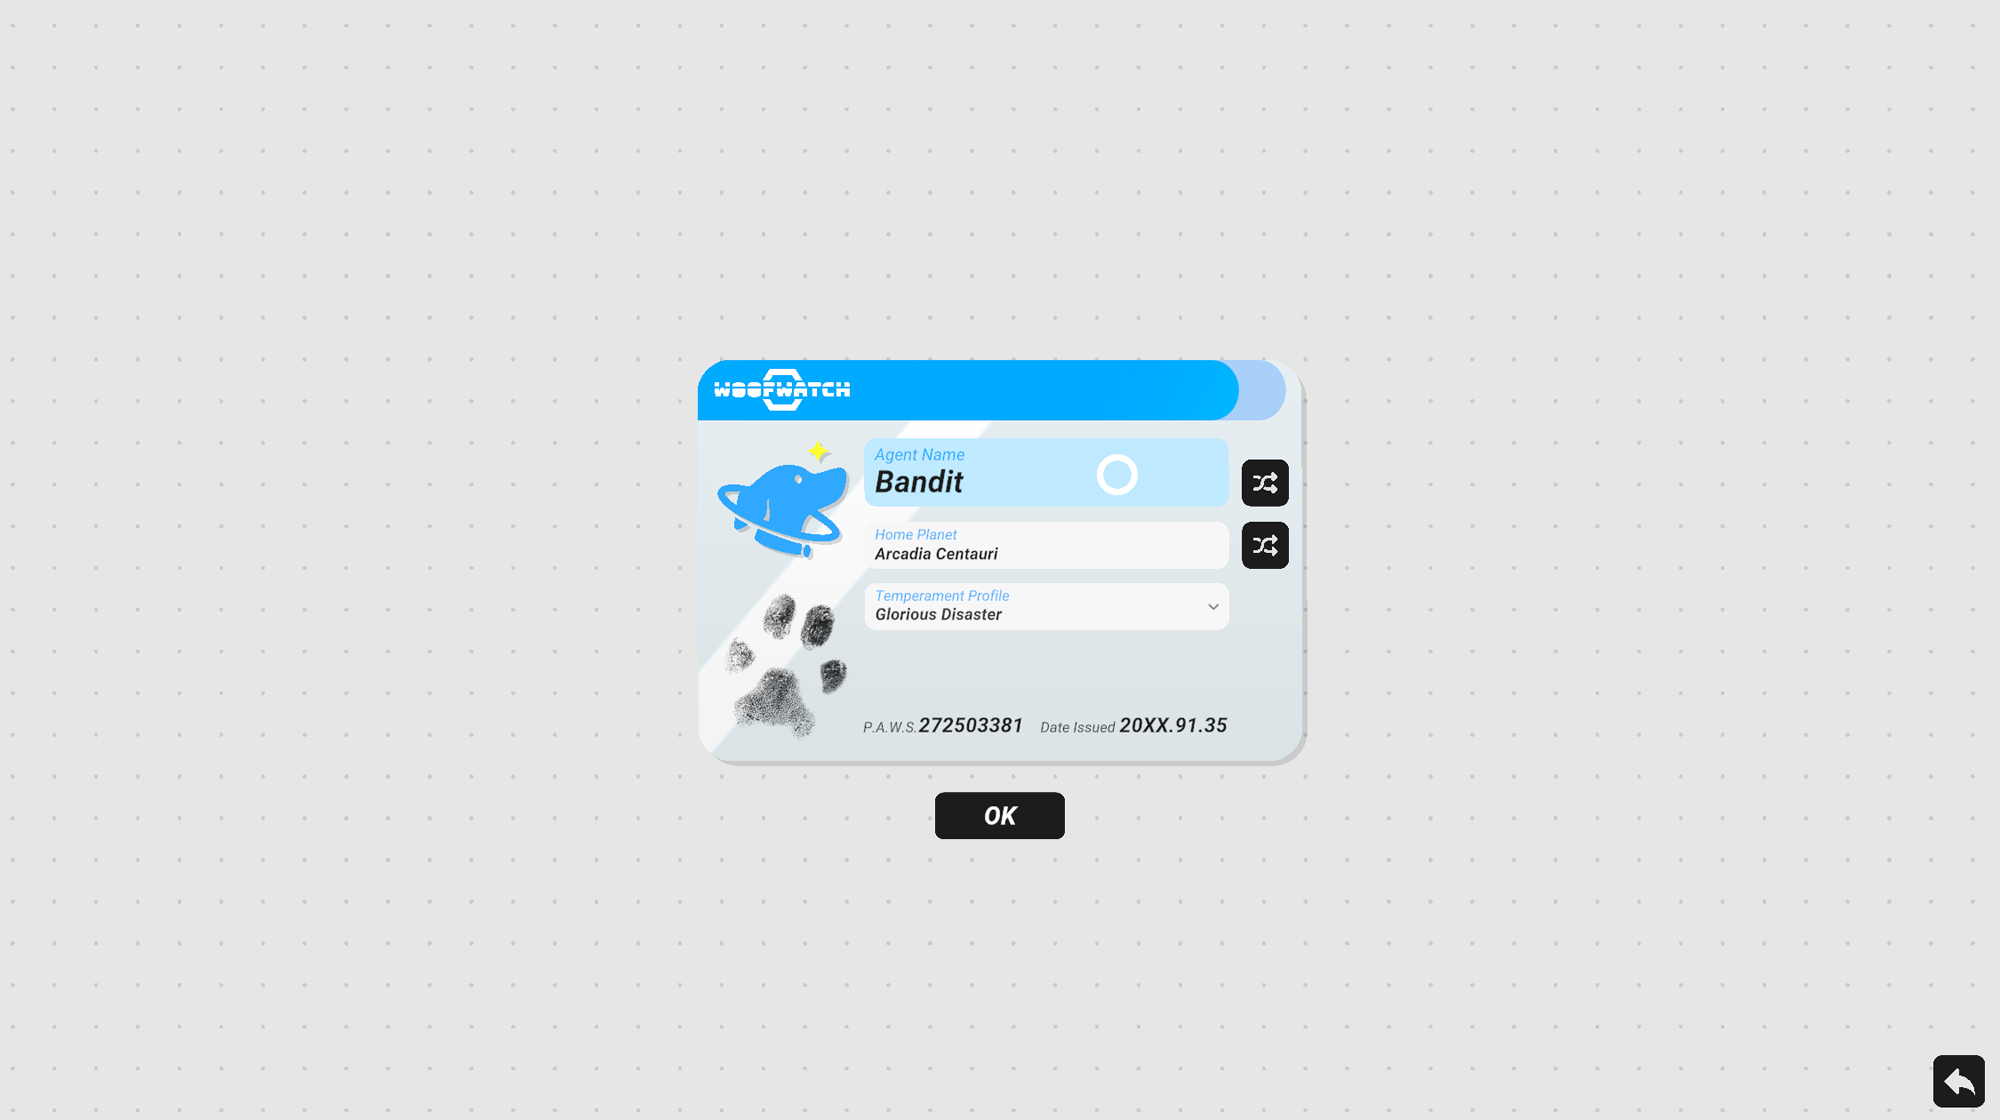 WOOFWATCH
Agent Name
Bandit
Home Planet
Arcadia Centauri
Temperament Profile
Glorious Disaster
P.A.W.S. 272503381 Date Issued 20XX.91.35
OK